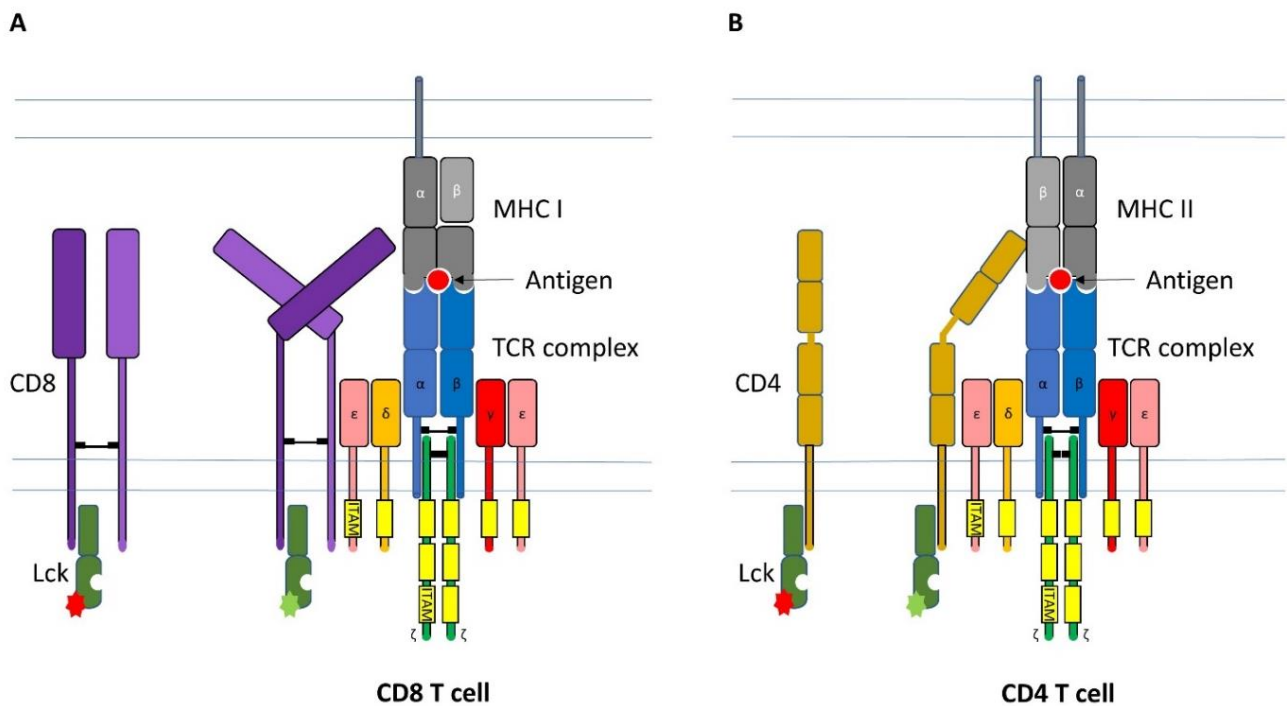 A
α β
MHC I
Antigen
TCR complex
CD8
α β
ε δ γ ε
ITAM
Lck
ITAM
ζ ζ
CD8 T cell
B
β α
MHC II
Antigen
TCR complex
CD4
α β
ε δ γ ε
ITAM
Lck
ITAM
ζ ζ
CD4 T cell